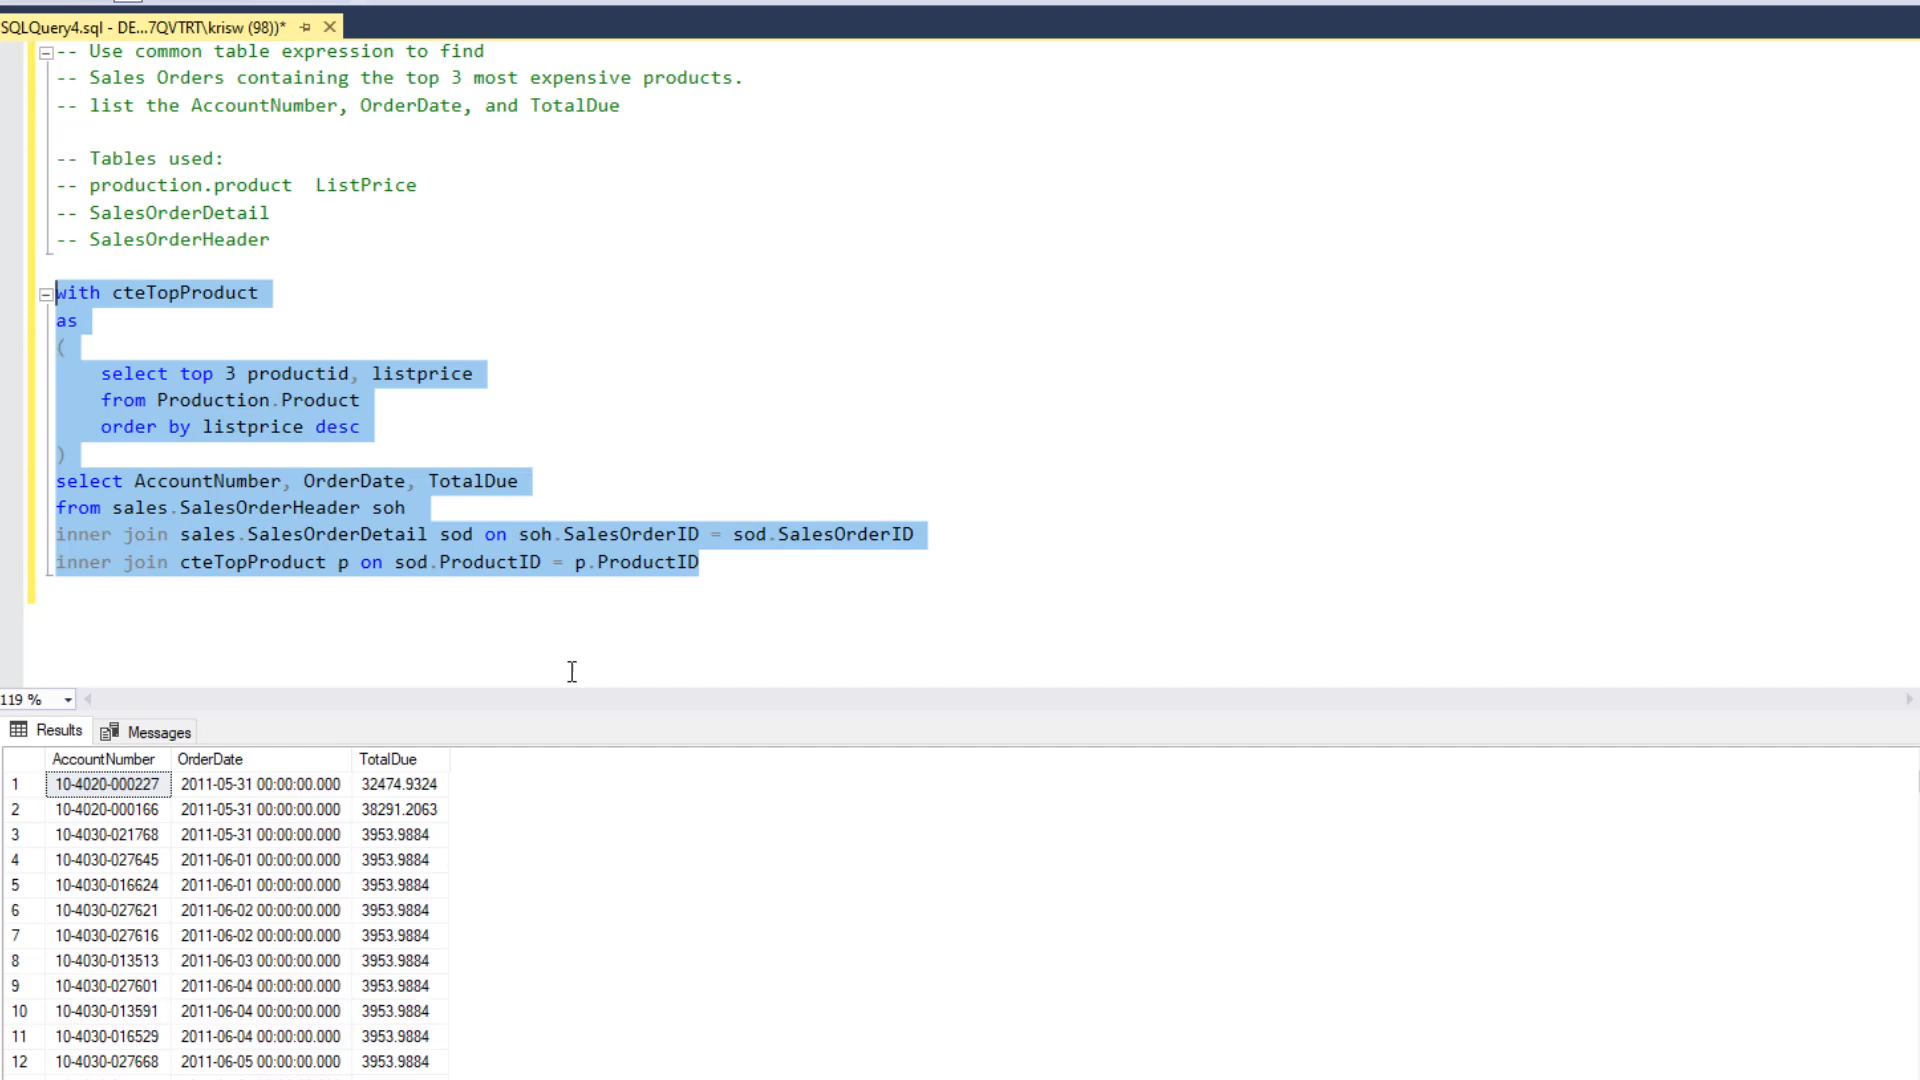 SQLQuery4.sql - DE...7QVTRT\krisw (98))*
-- Use common table expression to find
-- Sales Orders containing the top 3 most expensive products.
-- list the AccountNumber, OrderDate, and TotalDue
-- Tables used:
-- production.product  ListPrice
-- SalesOrderDetail
-- SalesOrderHeader
with cteTopProduct
as
(
    select top 3 productid, listprice
    from Production.Product
    order by listprice desc
)
select AccountNumber, OrderDate, TotalDue
from sales.SalesOrderHeader soh
inner join sales.SalesOrderDetail sod on soh.SalesOrderID = sod.SalesOrderID
inner join cteTopProduct p on sod.ProductID = p.ProductID
119 %
Results Messages
AccountNumber OrderDate TotalDue
1 10-4020-000227 2011-05-31 00:00:00.000 32474.9324
2 10-4020-000166 2011-05-31 00:00:00.000 38291.2063
3 10-4030-021768 2011-05-31 00:00:00.000 3953.9884
4 10-4030-027645 2011-06-01 00:00:00.000 3953.9884
5 10-4030-016624 2011-06-01 00:00:00.000 3953.9884
6 10-4030-027621 2011-06-02 00:00:00.000 3953.9884
7 10-4030-027616 2011-06-02 00:00:00.000 3953.9884
8 10-4030-013513 2011-06-03 00:00:00.000 3953.9884
9 10-4030-027601 2011-06-04 00:00:00.000 3953.9884
10 10-4030-013591 2011-06-04 00:00:00.000 3953.9884
11 10-4030-016529 2011-06-04 00:00:00.000 3953.9884
12 10-4030-027668 2011-06-05 00:00:00.000 3953.9884